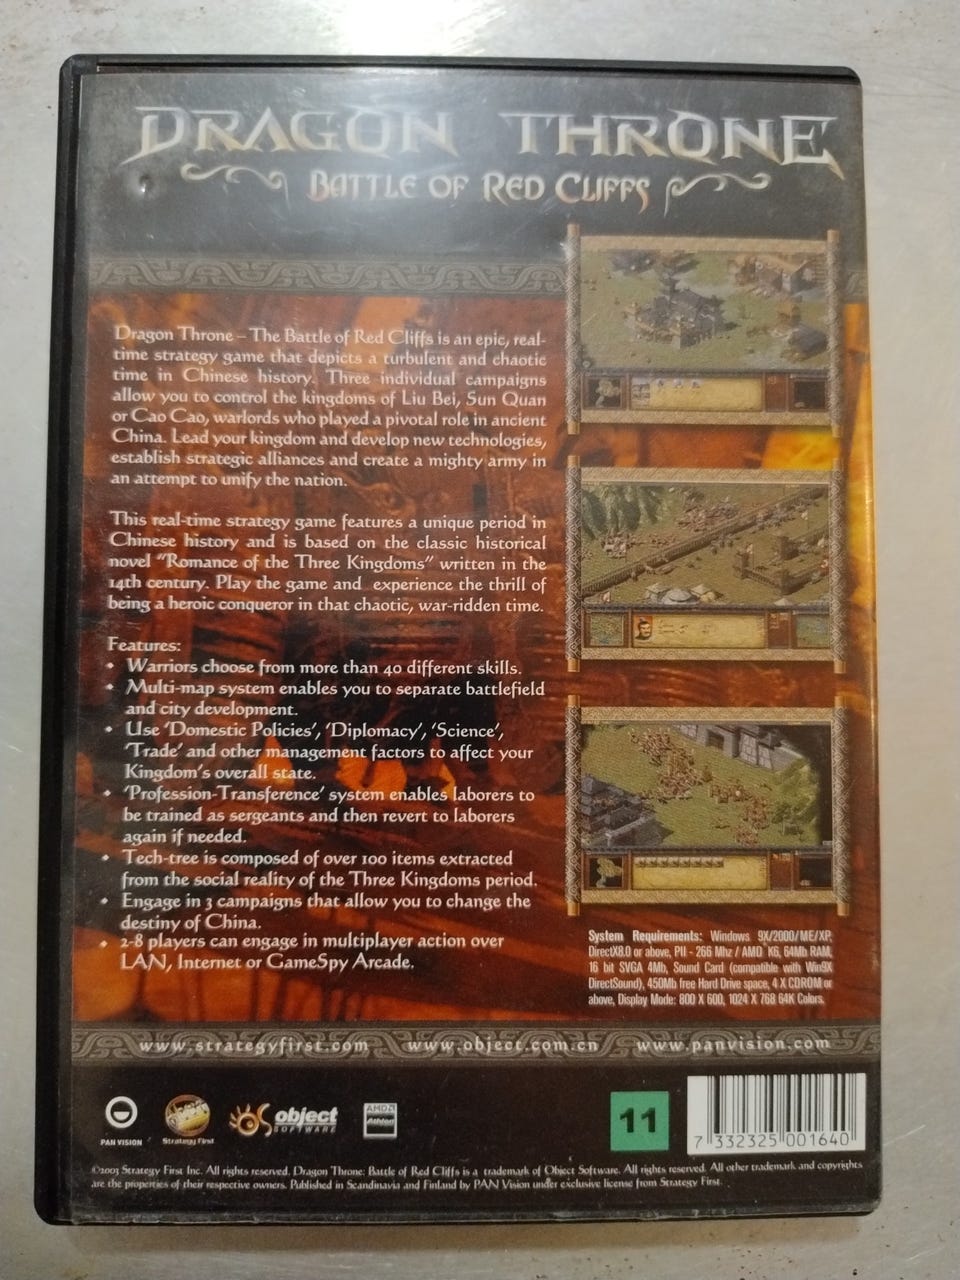 DRAGON THRONE
BATTLE OF RED CLIFFS
Dragon Throne – The Battle of Red Cliffs is an epic, real-
time strategy game that depicts a turbulent and chaotic
time in Chinese history. Three individual campaigns
allow you to control the kingdoms of Liu Bei, Sun Quan
or Cao Cao, warlords who played a pivotal role in ancient
China. Lead your kingdom and develop new technologies,
establish strategic alliances and create a mighty army in
an attempt to unify the nation.
This real-time strategy game features a unique period in
Chinese history and is based on the classic historical
novel "Romance of the Three Kingdoms" written in the
14th century. Play the game and experience the thrill of
being a heroic conqueror in that chaotic, war-ridden time.
Features:
• Warriors choose from more than 40 different skills.
• Multi-map system enables you to separate battlefield
and city development.
• Use 'Domestic Policies', 'Diplomacy', 'Science',
'Trade' and other management factors to affect your
Kingdom's overall state.
• 'Profession-Transference' system enables laborers to
be trained as sergeants and then revert to laborers
again if needed.
• Tech-tree is composed of over 100 items extracted
from the social reality of the Three Kingdoms period.
• Engage in 3 campaigns that allow you to change the
destiny of China.
• 2-8 players can engage in multiplayer action over
LAN, Internet or GameSpy Arcade.
System Requirements: Windows 9X/2000/ME/XP,
DirectX8.0 or above, PII - 266 Mhz / AMD K6, 64Mb RAM,
16 bit SVGA 4Mb, Sound Card (compatible with Win9X
DirectSound), 450Mb free Hard Drive space, 4 X CDROM or
above, Display Mode: 800 X 600, 1024 X 768 64K Colors.
www.strategyfirst.com www.object.com.cn www.panvision.com
PAN VISION
Strategy First
object
SOFTWARE
AMD
Athlon
11
7 332325 001640
©2003 Strategy First Inc. All rights reserved. Dragon Throne: Battle of Red Cliffs is a trademark of Object Software. All rights reserved. All other trademark and copyrights
are the properties of their respective owners. Published in Scandinavia and Finland by PAN Vision under exclusive license from Strategy First.